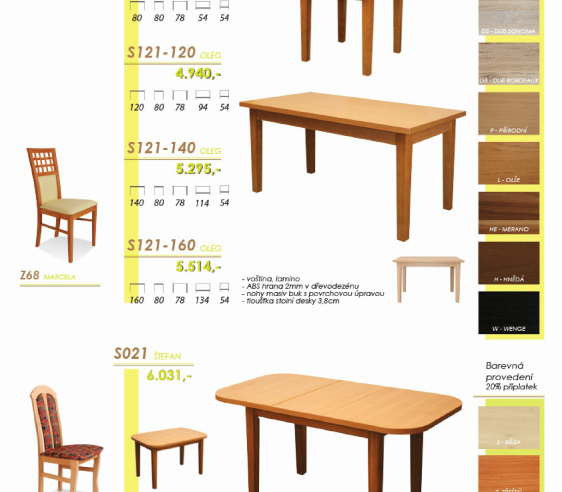 80 80 78 54 54
S121-120 OLEG
4.940,-
120 80 78 94 54
S121-140 OLEG
5.295,-
140 80 78 114 54
S121-160 OLEG
5.514,-
160 80 78 134 54
Z68 MARCELA
- voština, lamino
- ABS hrana 2mm v dřevodezénu
- nohy masiv buk s povrchovou úpravou
- tloušťka stolní desky 3,8cm
S021 ŠTEFAN
6.031,-
DS - DUB SONOMA
DB - DUB BORDEAUX
P - PŘÍRODNÍ
L - OLŠE
HE - MERANO
H - HNĚDÁ
W - WENGE
Barevná
provedení
20% příplatek